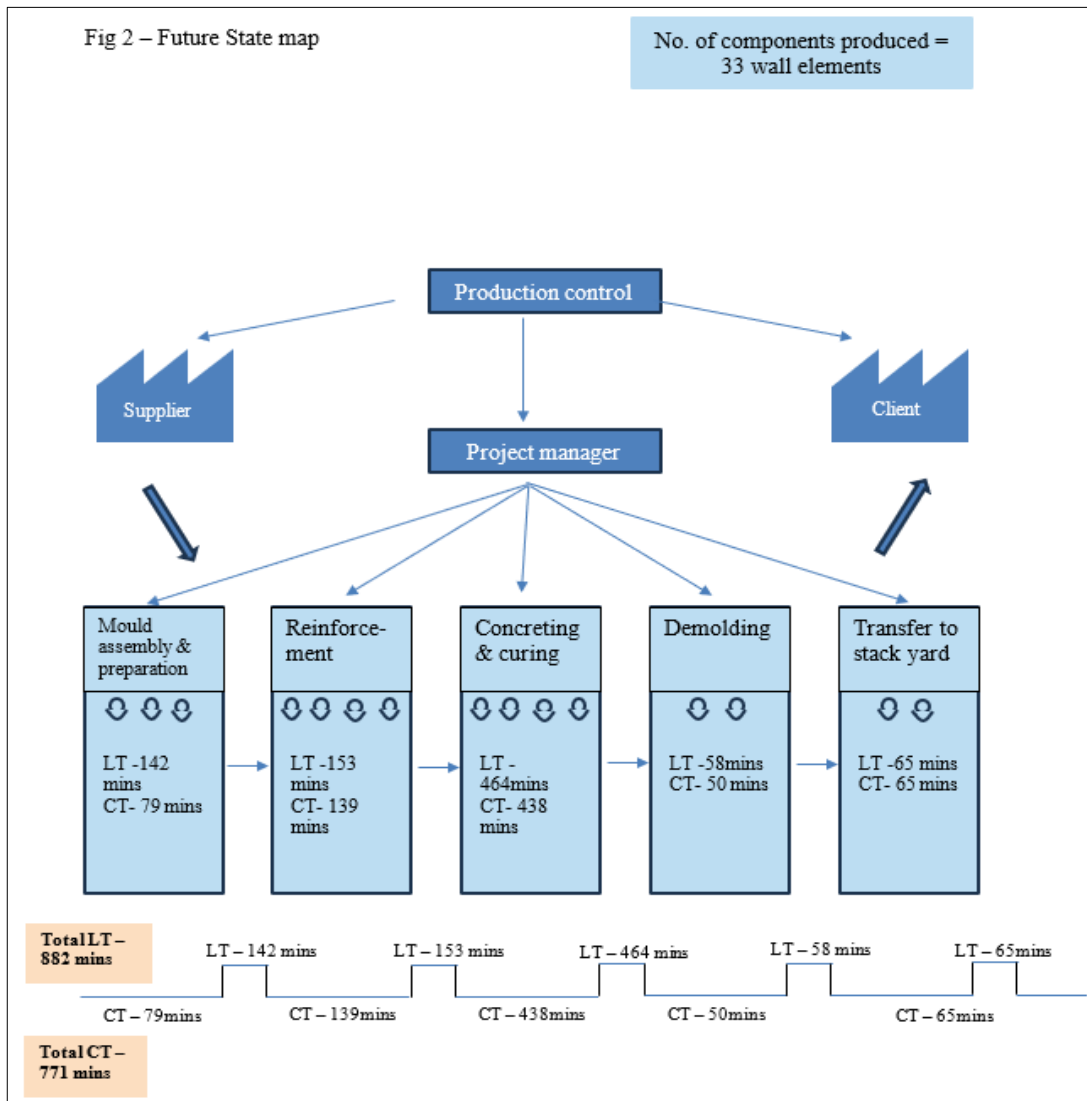 Fig 2 – Future State map
No. of components produced =
33 wall elements
Production control
Supplier
Client
Project manager
Mould
assembly &
preparation
LT -142
mins
CT- 79 mins
Reinforce-
ment
LT -153
mins
CT- 139
mins
Concreting
& curing
LT -
464mins
CT- 438
mins
Demolding
LT -58mins
CT- 50 mins
Transfer to
stack yard
LT -65 mins
CT- 65 mins
Total LT –
882 mins
LT – 142 mins
LT – 153 mins
LT – 464 mins
LT – 58 mins
LT – 65mins
CT – 79mins
CT – 139mins
CT – 438mins
CT – 50mins
CT – 65mins
Total CT –
771 mins